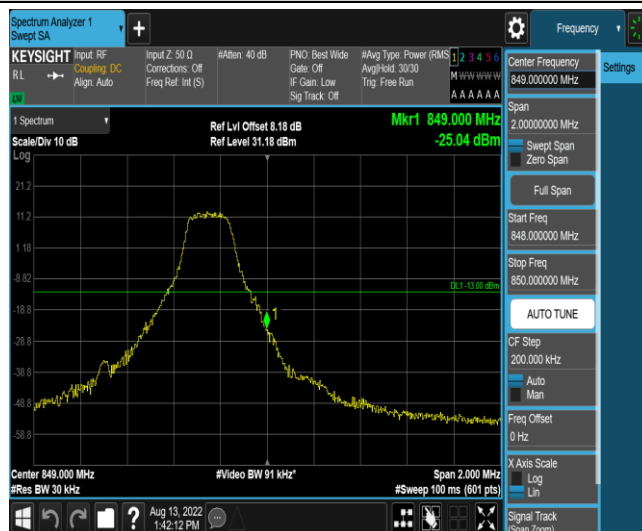 Spectrum Analyzer 1
Swept SA
+
Frequency
KEYSIGHT
Input: RF
Input Z: 50 Ω
#Atten: 40 dB
PNO: Best Wide
#Avg Type: Power (RMS
1 2 3 4 5 6
RL
Coupling: DC
Corrections: Off
Gate: Off
Avg|Hold: 30/30
M W W W W W
Align: Auto
Freq Ref: Int (S)
IF Gain: Low
Trig: Free Run
Sig Track: Off
A A A A A A
LXI
1 Spectrum
Scale/Div 10 dB
Ref Lvl Offset 8.18 dB
Ref Level 31.18 dBm
Mkr1 849.000 MHz
-25.04 dBm
Log
21.2
11.2
1.18
-8.82
-18.8
-28.8
-38.8
-48.8
-58.8
DL1 -13.00 dBm
1
Center 849.000 MHz
#Video BW 91 kHz*
Span 2.000 MHz
#Res BW 30 kHz
#Sweep 100 ms (601 pts)
?
Aug 13, 2022
1:42:12 PM
Center Frequency
849.000000 MHz
Settings
Span
2.00000000 MHz
Swept Span
Zero Span
Full Span
Start Freq
848.000000 MHz
Stop Freq
850.000000 MHz
AUTO TUNE
CF Step
200.000 kHz
Auto
Man
Freq Offset
0 Hz
X Axis Scale
Log
Lin
Signal Track
(Span Zoom)